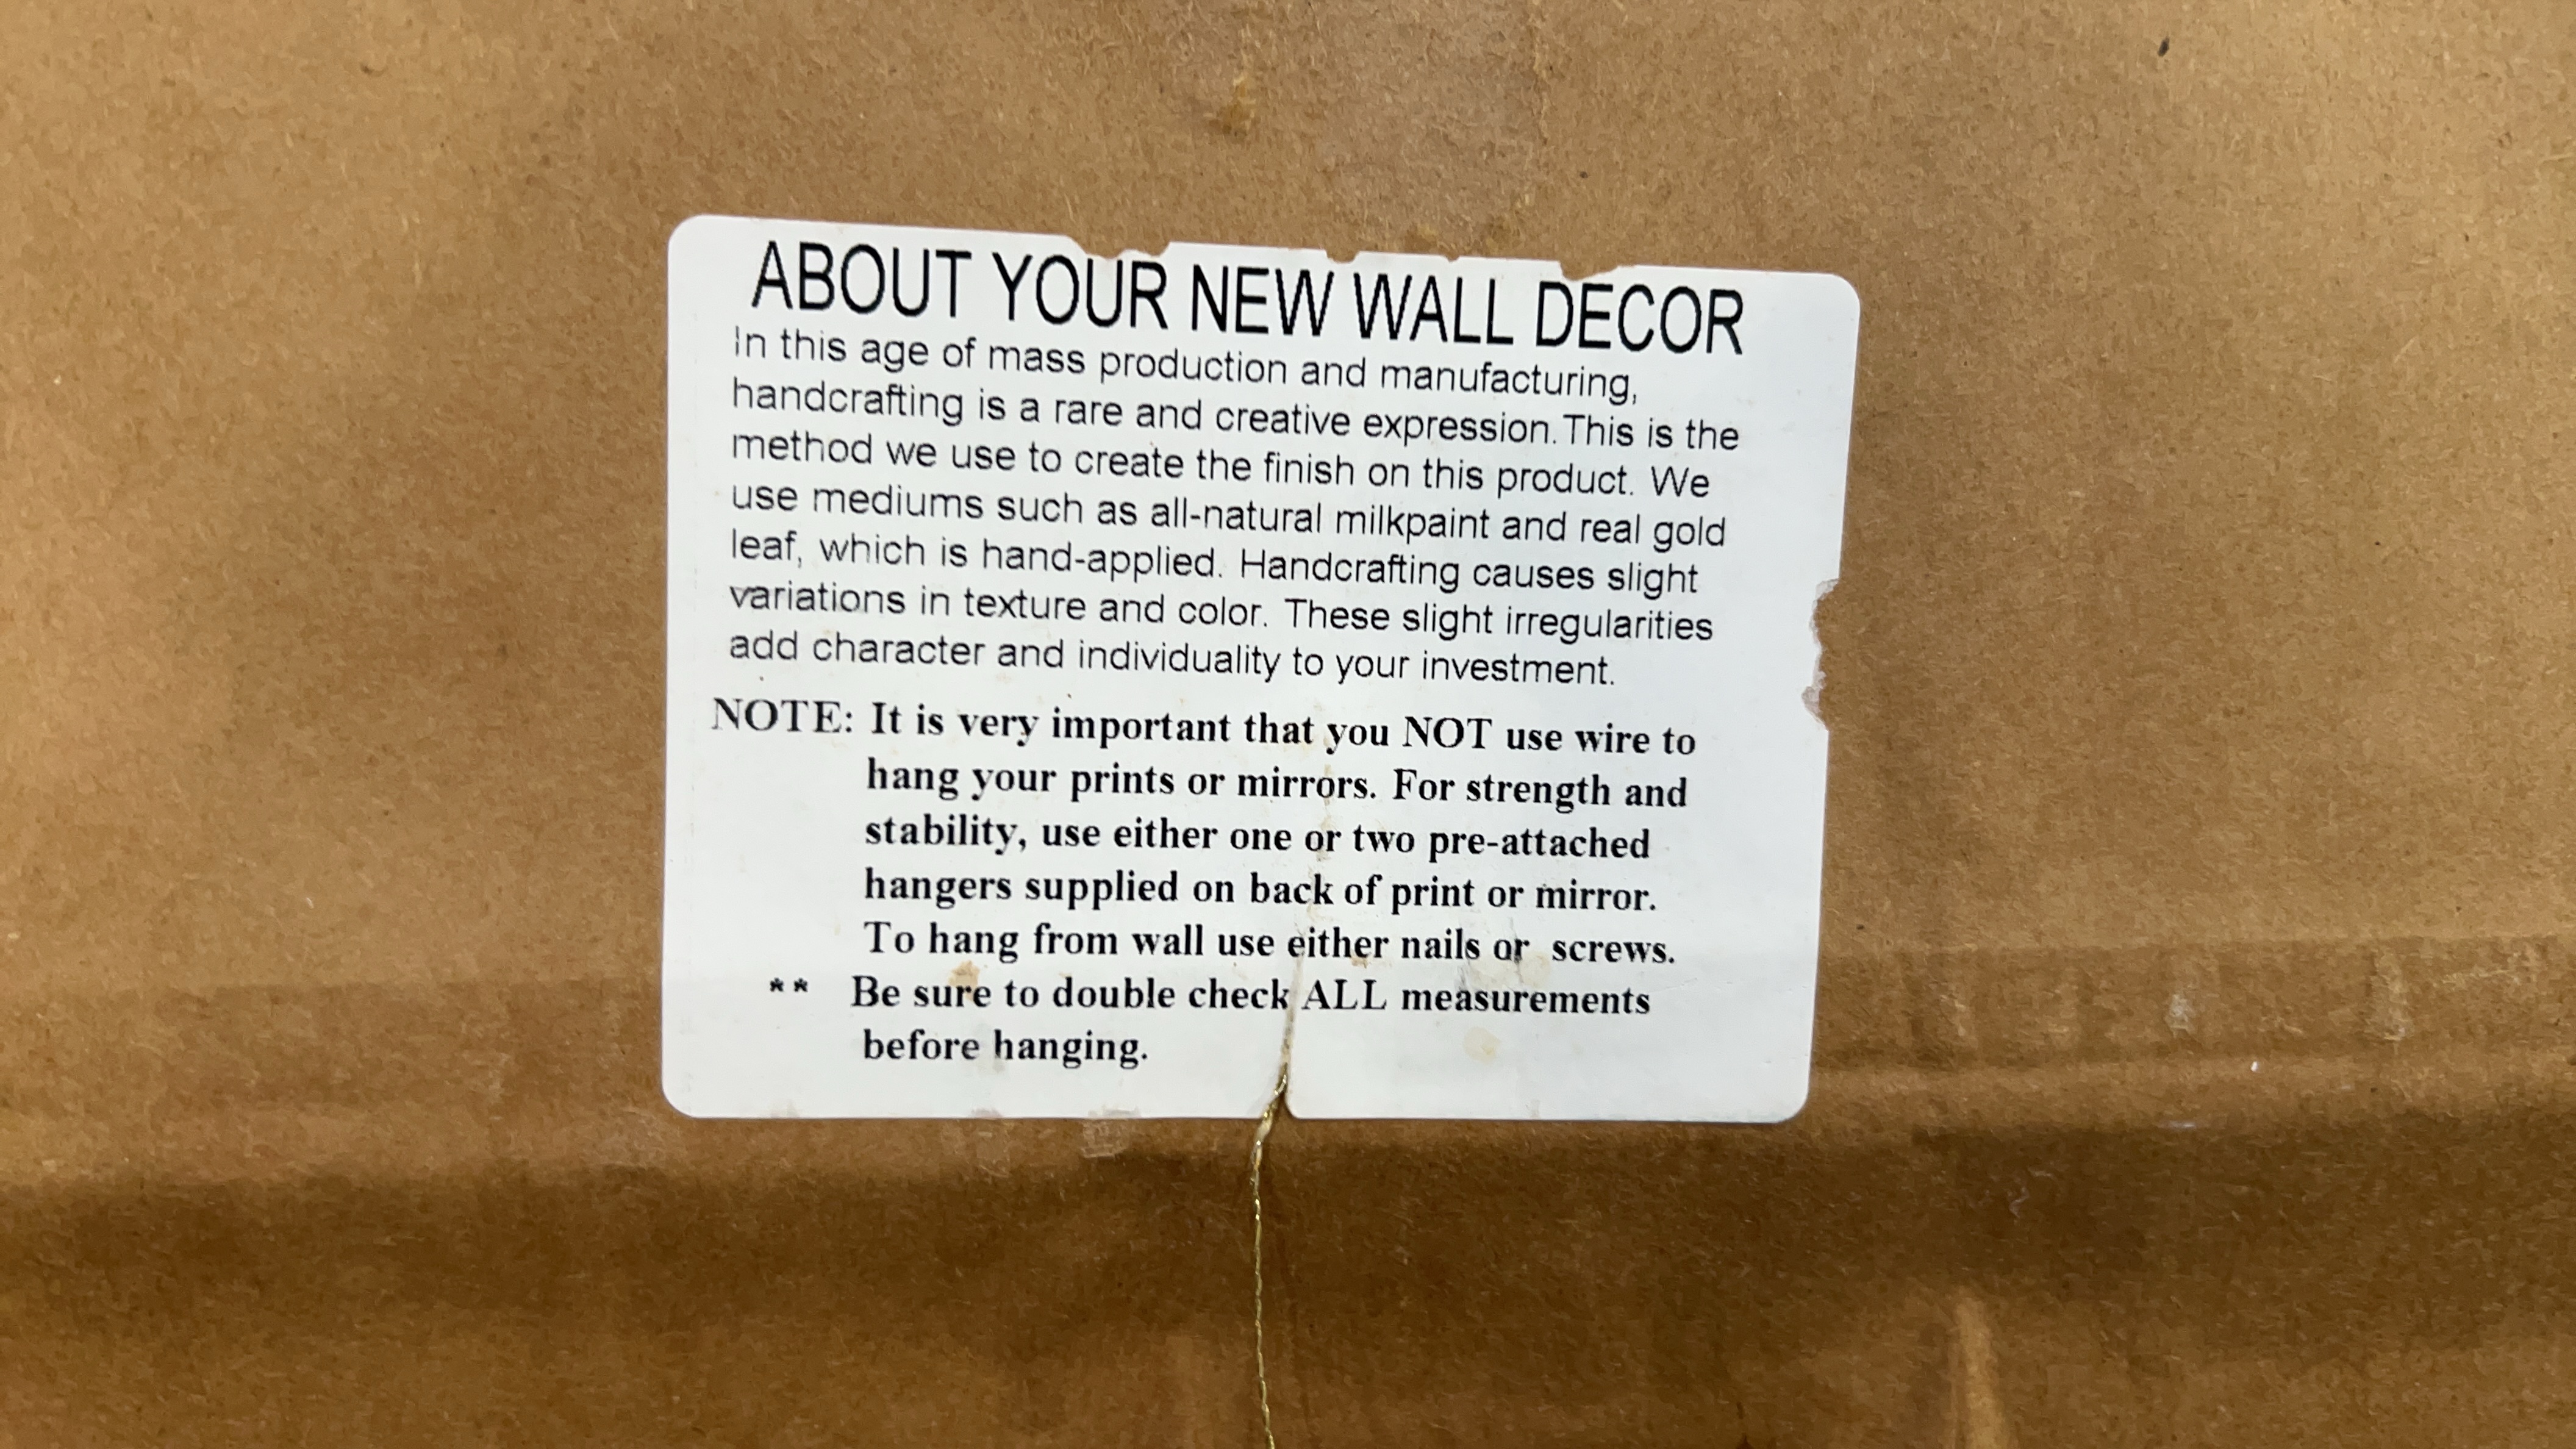 ABOUT YOUR NEW WALL DECOR
In this age of mass production and manufacturing,
handcrafting is a rare and creative expression. This is the
method we use to create the finish on this product. We
use mediums such as all-natural milkpaint and real gold
leaf, which is hand-applied. Handcrafting causes slight
variations in texture and color. These slight irregularities
add character and individuality to your investment.
NOTE: It is very important that you NOT use wire to
hang your prints or mirrors. For strength and
stability, use either one or two pre-attached
hangers supplied on back of print or mirror.
To hang from wall use either nails or screws.
** Be sure to double check ALL measurements
before hanging.